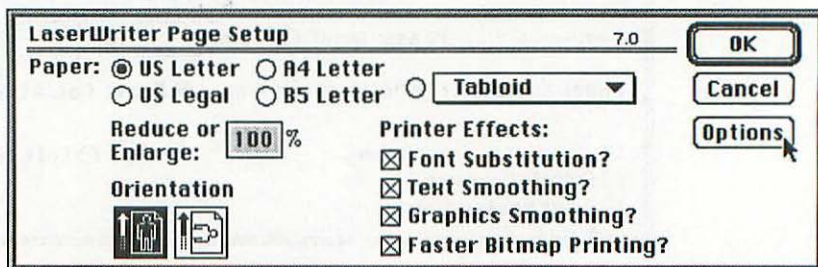 LaserWriter Page Setup 7.0 OK
Paper: US Letter A4 Letter Tabloid Cancel
US Legal B5 Letter
Reduce or Enlarge: 100 % Printer Effects: Options
Font Substitution?
Orientation Text Smoothing?
Graphics Smoothing?
Faster Bitmap Printing?